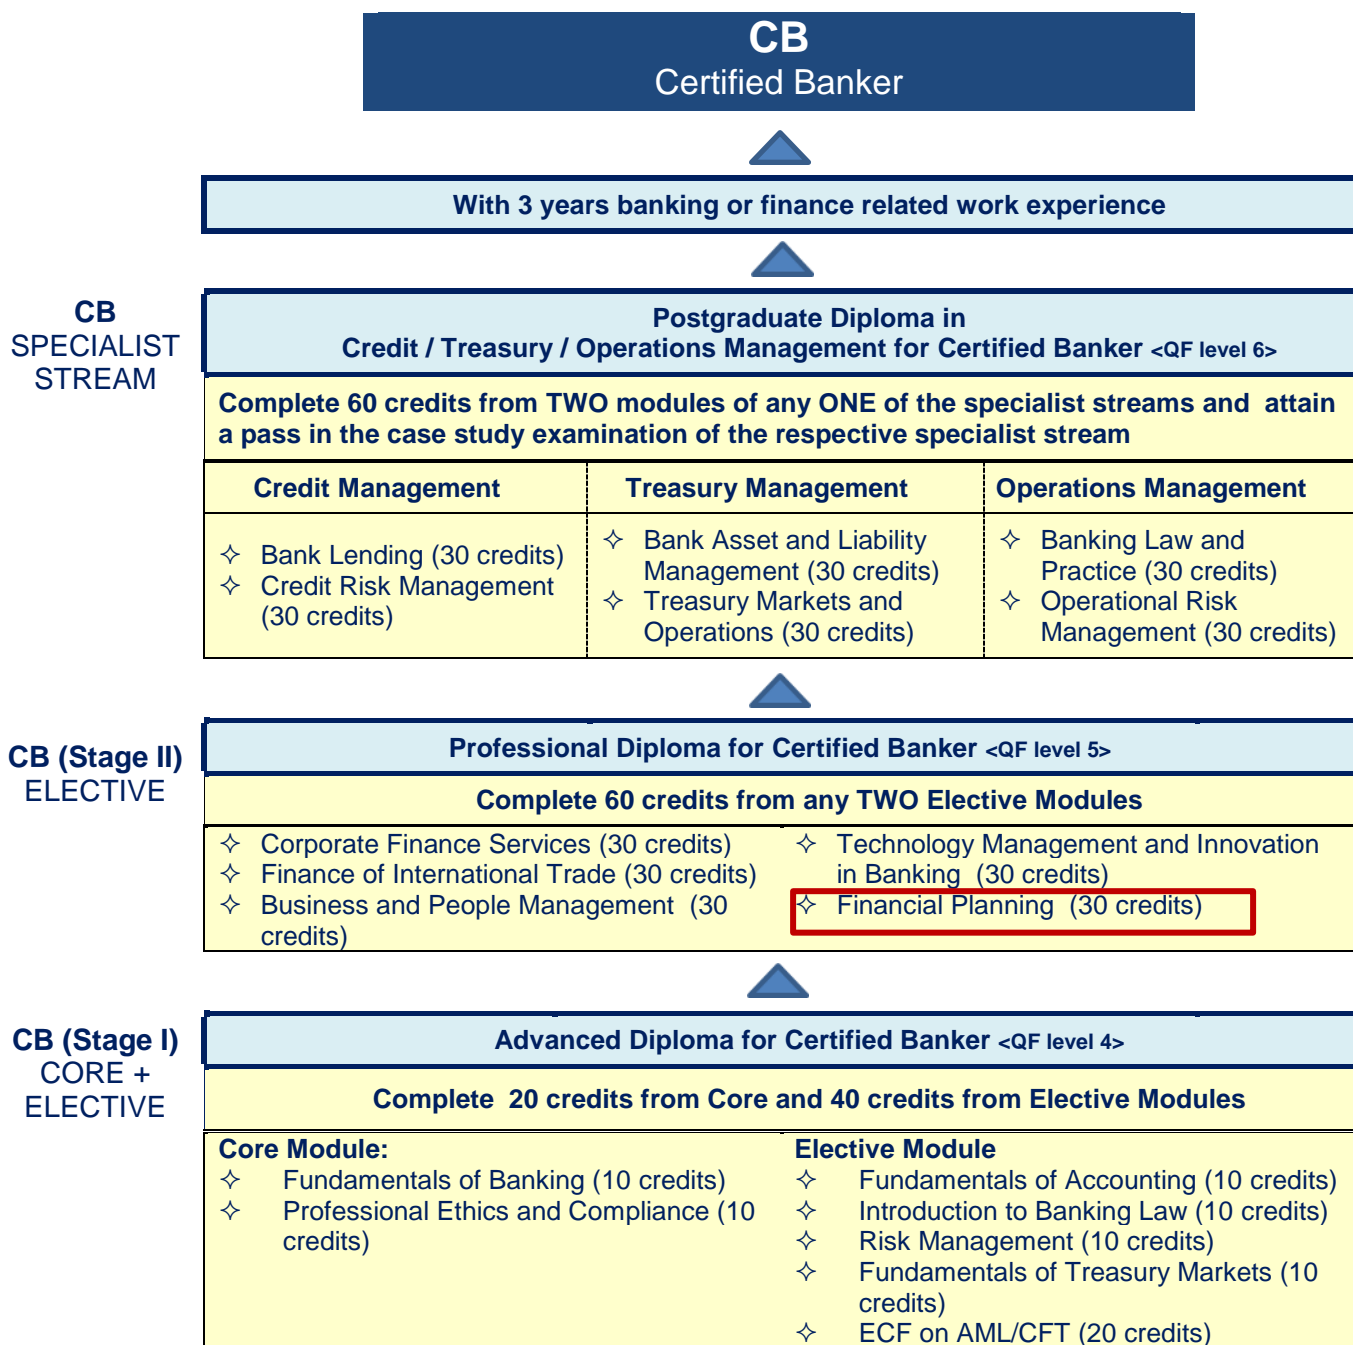 CB
Certified Banker
With 3 years banking or finance related work experience
CB
SPECIALIST
STREAM
Postgraduate Diploma in
Credit / Treasury / Operations Management for Certified Banker <QF level 6>
Complete 60 credits from TWO modules of any ONE of the specialist streams and attain
a pass in the case study examination of the respective specialist stream
Credit Management
✧ Bank Lending (30 credits)
✧ Credit Risk Management
(30 credits)
Treasury Management
✧ Bank Asset and Liability
Management (30 credits)
✧ Treasury Markets and
Operations (30 credits)
Operations Management
✧ Banking Law and
Practice (30 credits)
✧ Operational Risk
Management (30 credits)
CB (Stage II)
ELECTIVE
Professional Diploma for Certified Banker <QF level 5>
Complete 60 credits from any TWO Elective Modules
✧ Corporate Finance Services (30 credits)
✧ Finance of International Trade (30 credits)
✧ Business and People Management (30
credits)
✧ Technology Management and Innovation
in Banking (30 credits)
✧ Financial Planning (30 credits)
CB (Stage I)
CORE +
ELECTIVE
Advanced Diploma for Certified Banker <QF level 4>
Complete 20 credits from Core and 40 credits from Elective Modules
Core Module:
✧ Fundamentals of Banking (10 credits)
✧ Professional Ethics and Compliance (10
credits)
Elective Module
✧ Fundamentals of Accounting (10 credits)
✧ Introduction to Banking Law (10 credits)
✧ Risk Management (10 credits)
✧ Fundamentals of Treasury Markets (10
credits)
✧ ECF on AML/CFT (20 credits)